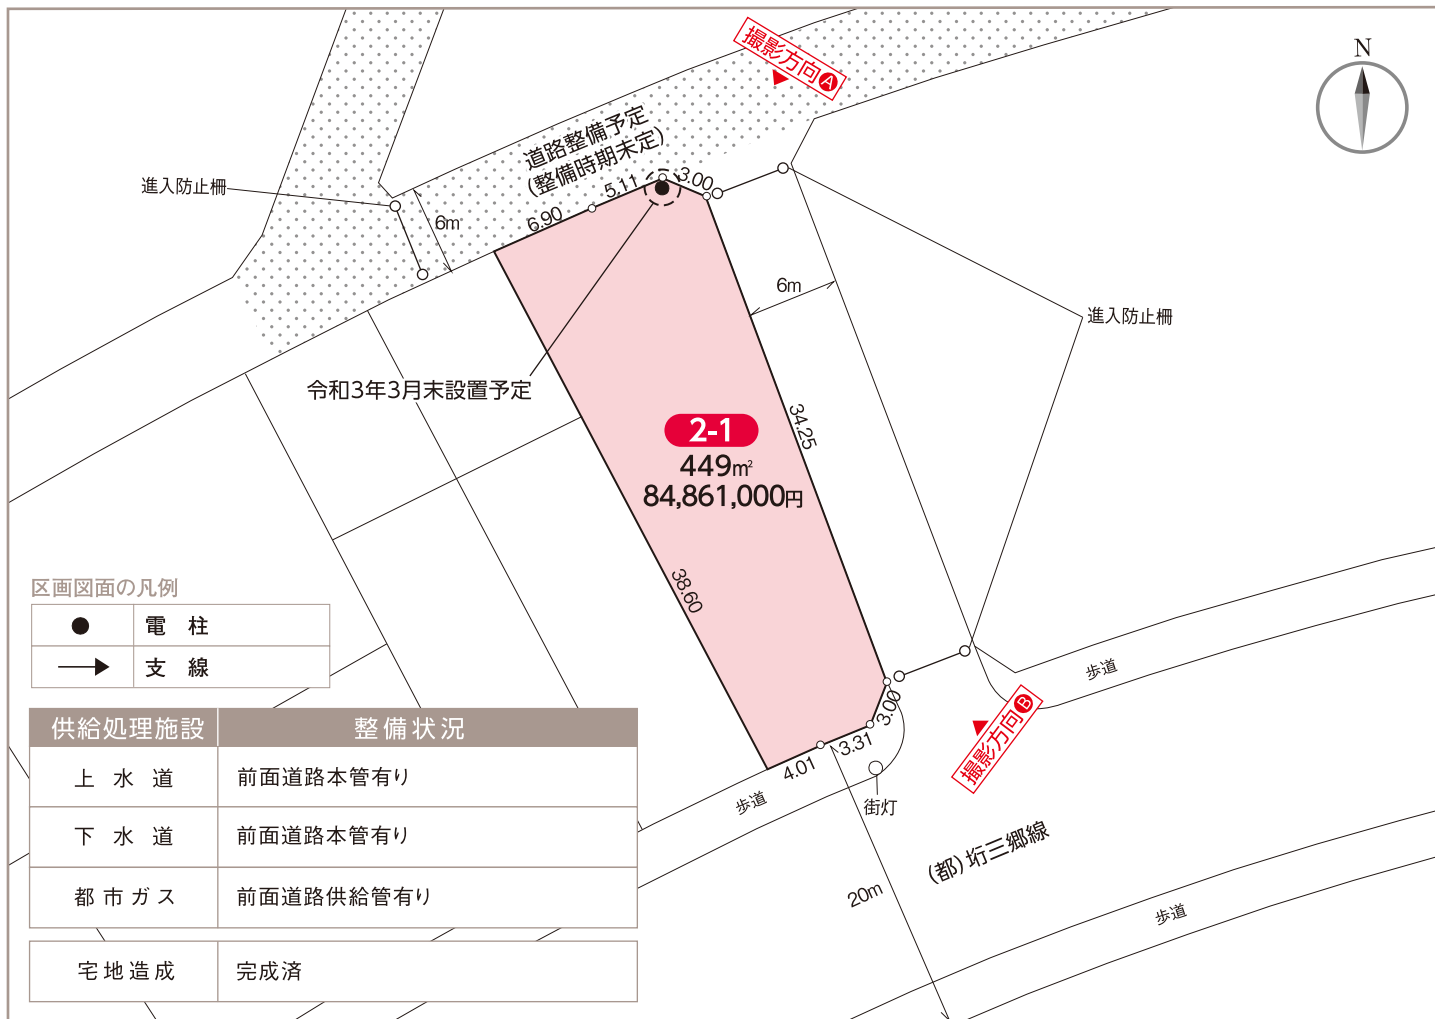 撮影方向A
N
道路整備予定
(整備時期未定)
進入防止柵
6m
6.90
5.11
3.00
6m
進入防止柵
令和3年3月末設置予定
34.25
2-1
449m²
84,861,000円
38.60
区画図面の凡例
電 柱
支 線
歩道
3.00
3.31
4.01
撮影方向B
歩道
街灯
(都)垳三郷線
20m
歩道
供給処理施設 整備状況
上 水 道 前面道路本管有り
下 水 道 前面道路本管有り
都市ガス 前面道路供給管有り
宅地造成 完成済